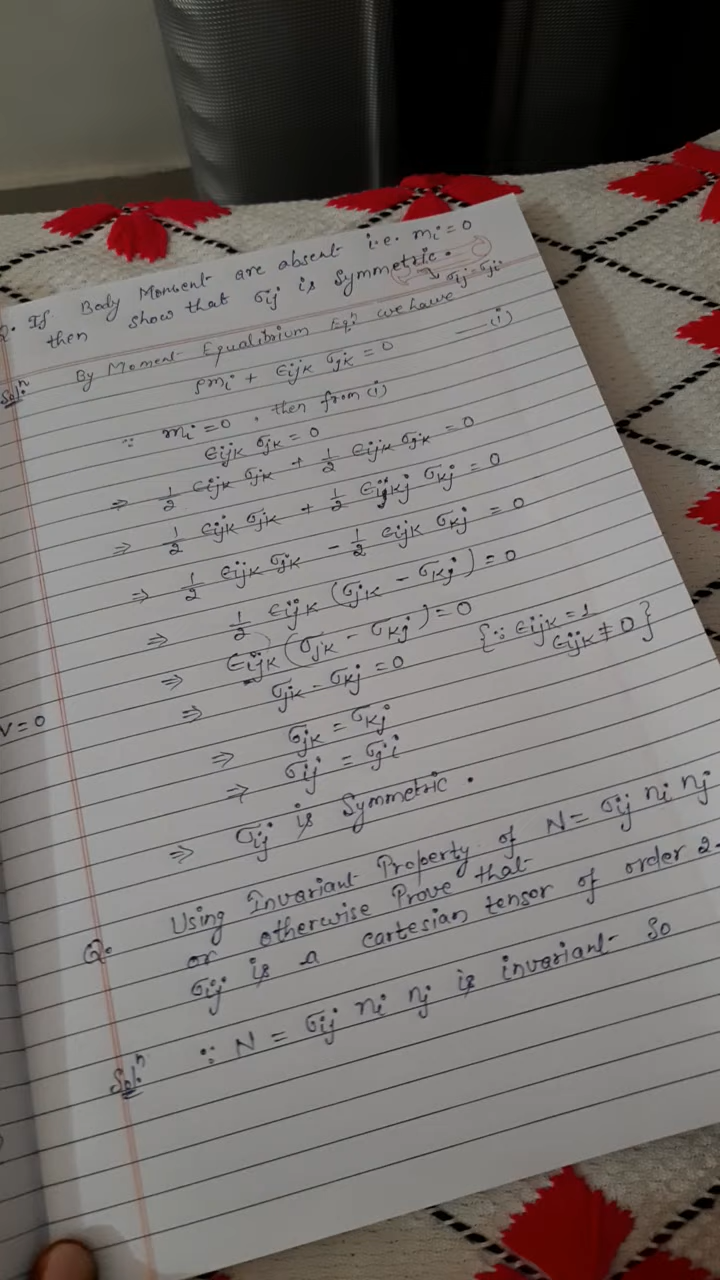 Q. If Body Moment are absent i.e. mi = 0
then show that σij is Symmetric.
→ σij = σji
Solⁿ By Moment Equalibrium Eqⁿ we have
ρmi + ϵijk σjk = 0 —(i)
∵ mi = 0, then from (i)
ϵijk σjk = 0
⇒ 1/2 ϵijk σjk + 1/2 ϵijk σjk = 0
⇒ 1/2 ϵijk σjk + 1/2 ϵikj σkj = 0
⇒ 1/2 ϵijk σjk - 1/2 ϵijk σkj = 0
⇒ 1/2 ϵijk (σjk - σkj) = 0
⇒ ϵijk (σjk - σkj) = 0
⇒ σjk - σkj = 0 {∵ ϵijk = 1
ϵijk ≠ 0}
V = 0
⇒ σjk = σkj
⇒ σij = σji
⇒ σij is Symmetric.
Q. Using Invariant Property of N = σij ni nj
or otherwise Prove that
σij is a cartesian tensor of order 2.
Solⁿ ∵ N = σij ni nj is invariant so